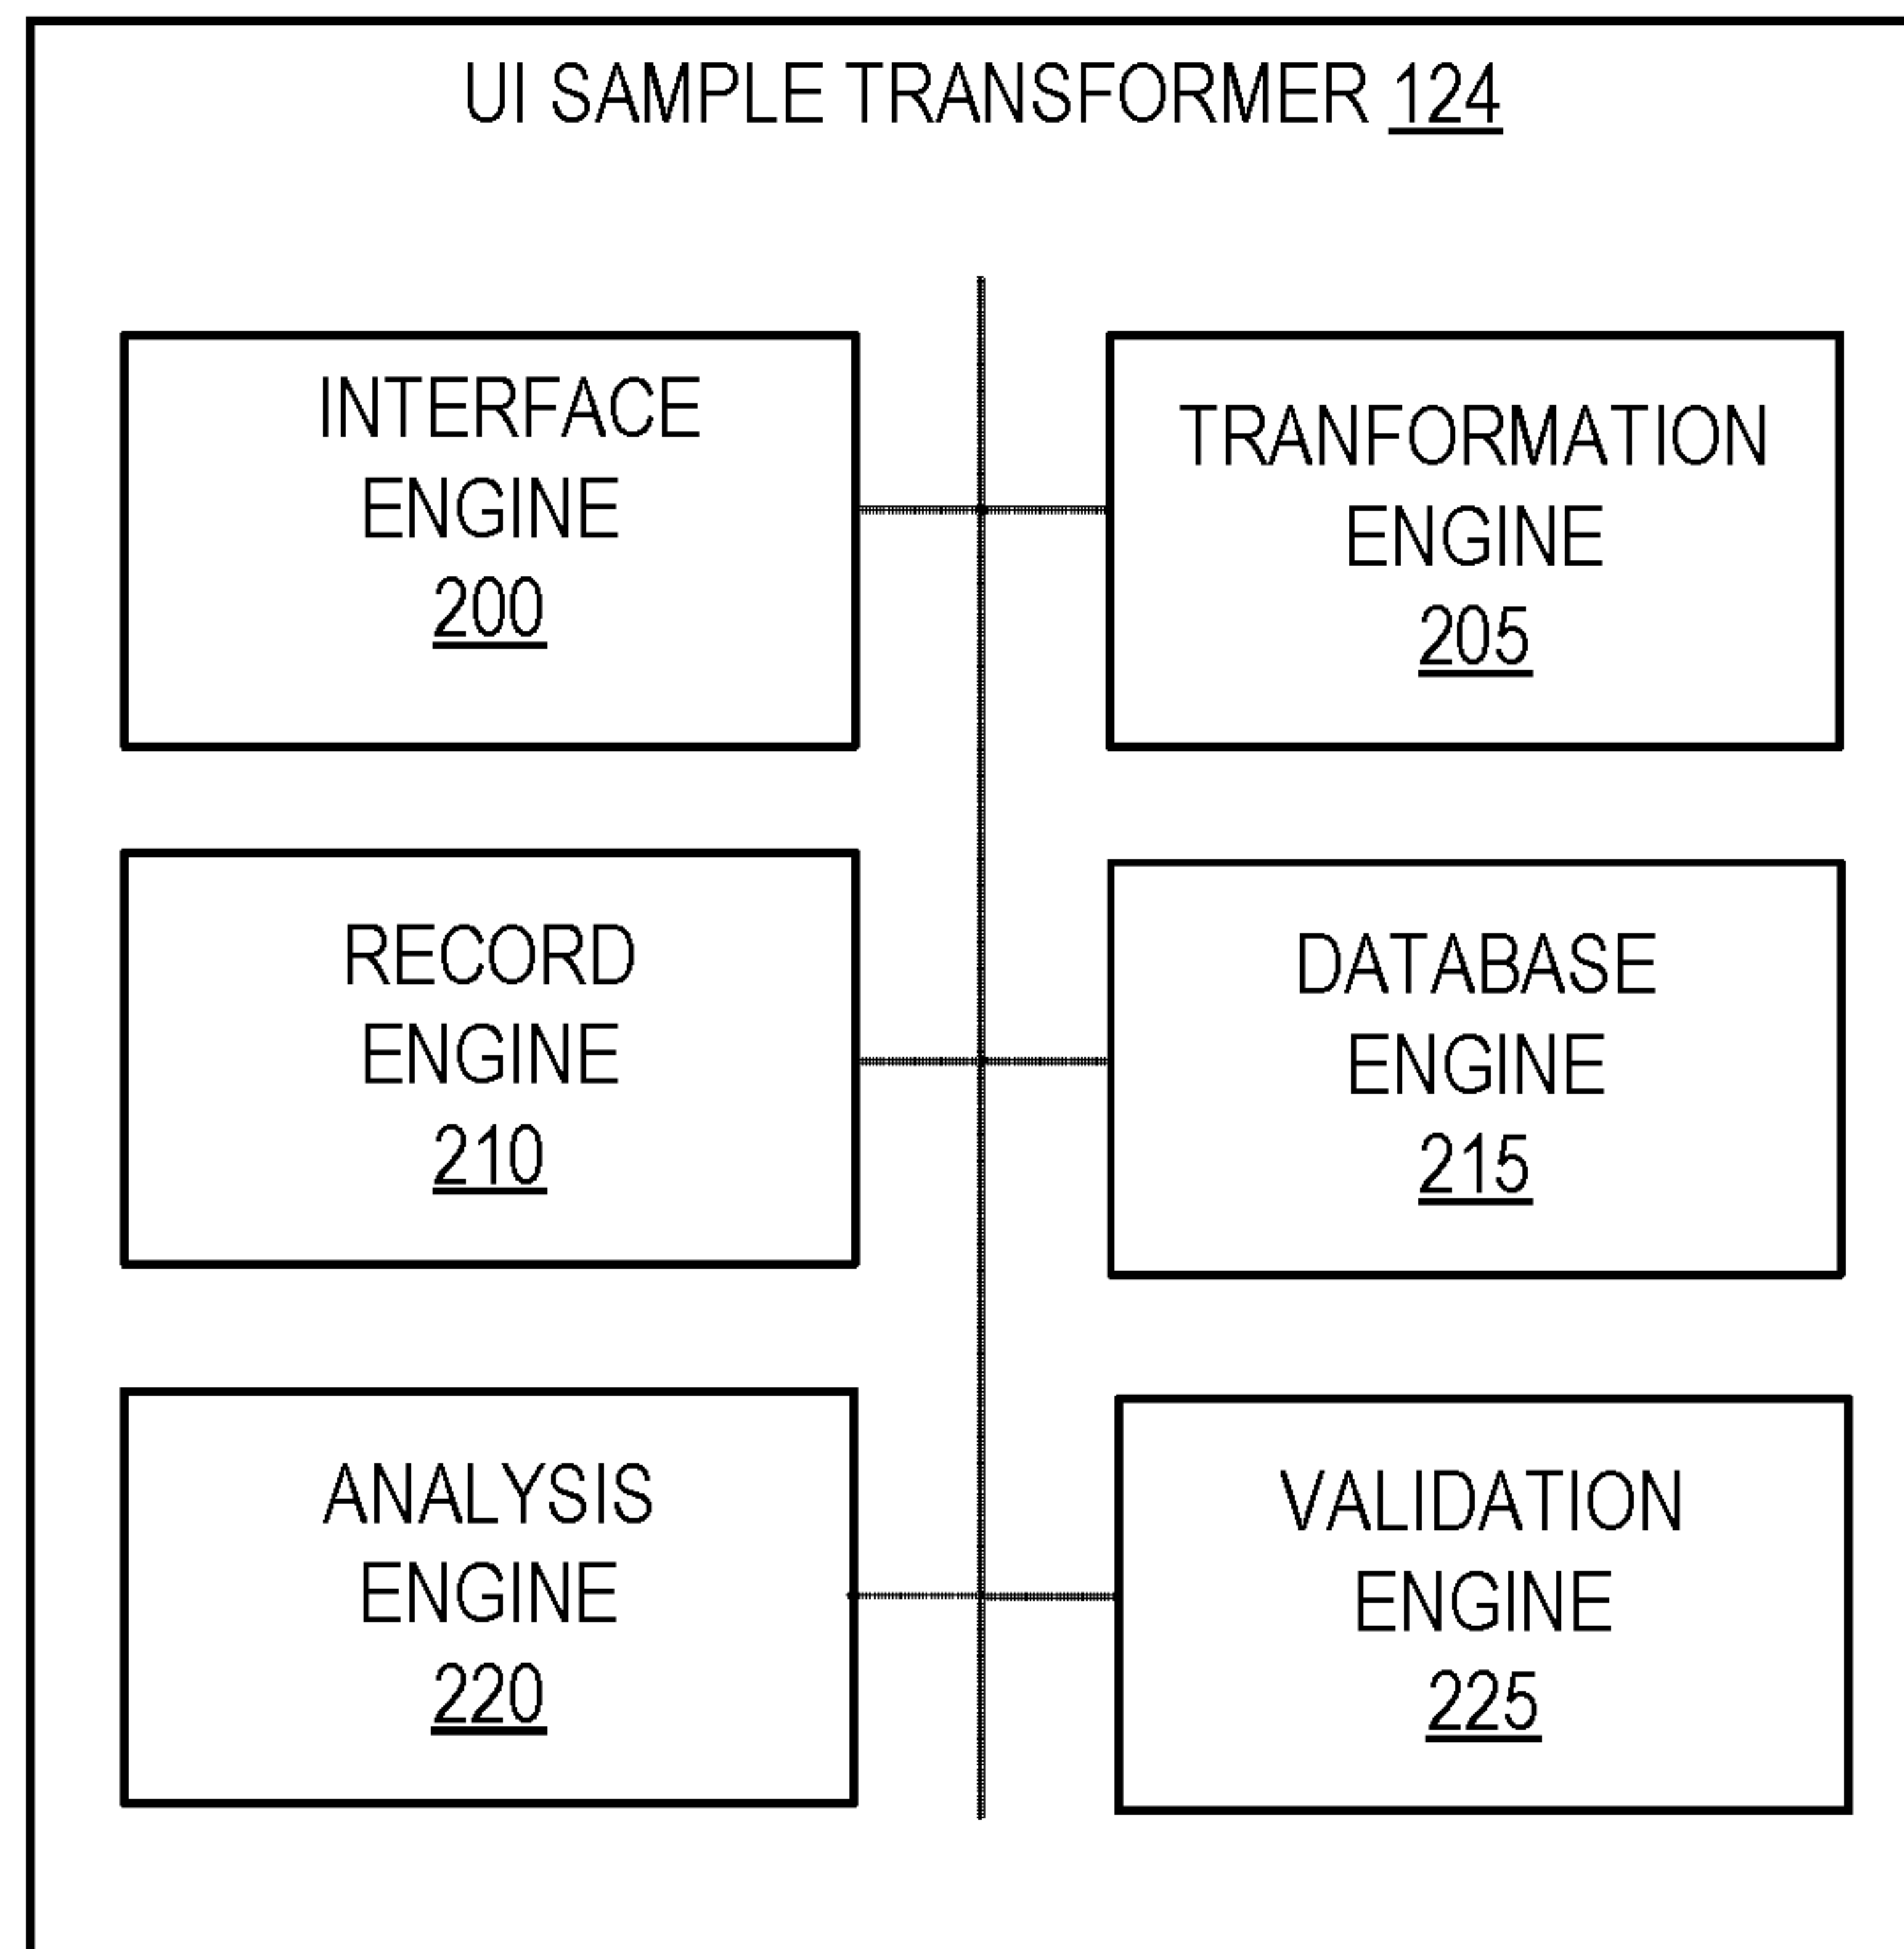 UI SAMPLE TRANSFORMER 124
INTERFACE
ENGINE
200
TRANFORMATION
ENGINE
205
RECORD
ENGINE
210
DATABASE
ENGINE
215
ANALYSIS
ENGINE
220
VALIDATION
ENGINE
225